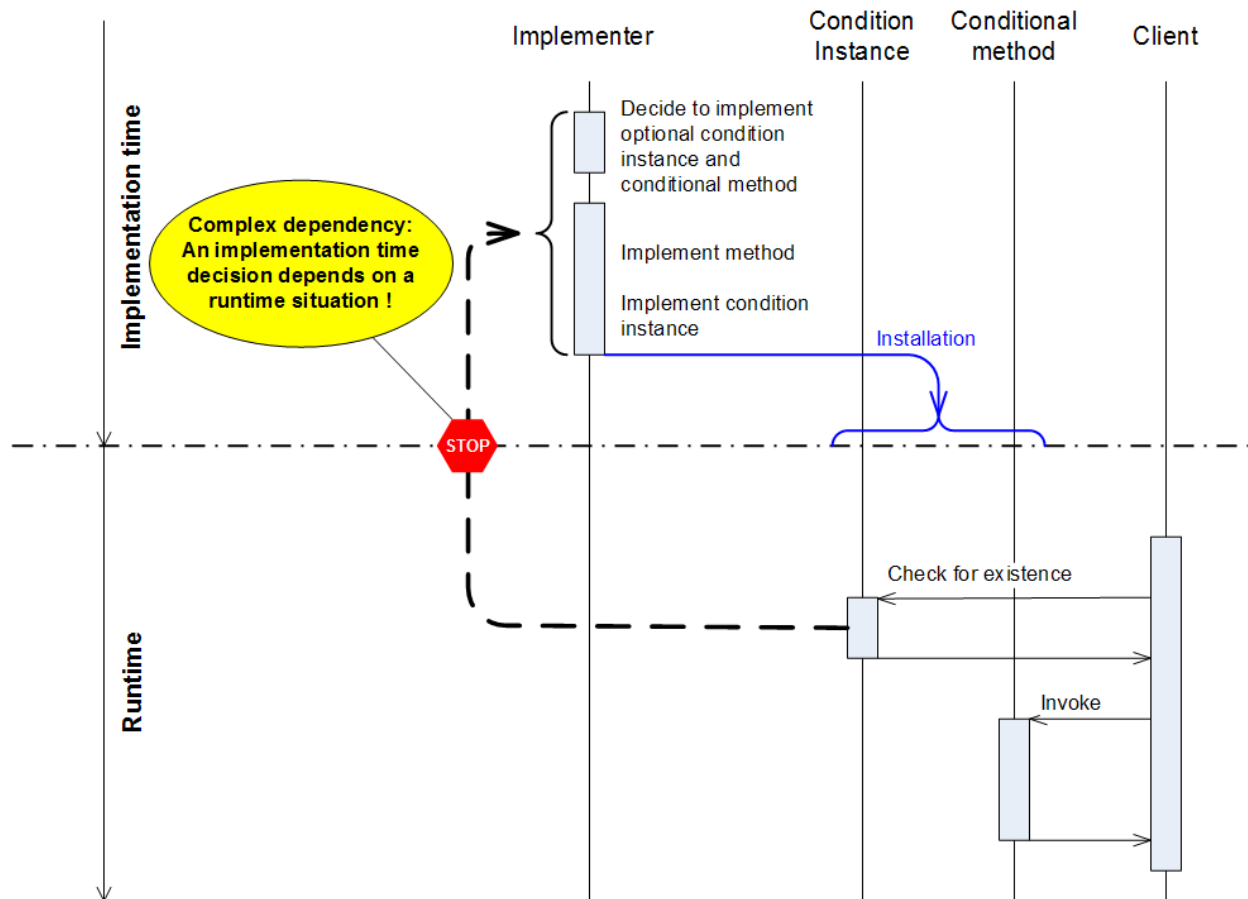 Implementer
Condition
Instance
Conditional
method
Client
Implementation time
Decide to implement
optional condition
instance and
conditional method
Complex dependency:
An implementation time
decision depends on a
runtime situation !
Implement method
Implement condition
instance
Installation
STOP
Runtime
Check for existence
Invoke